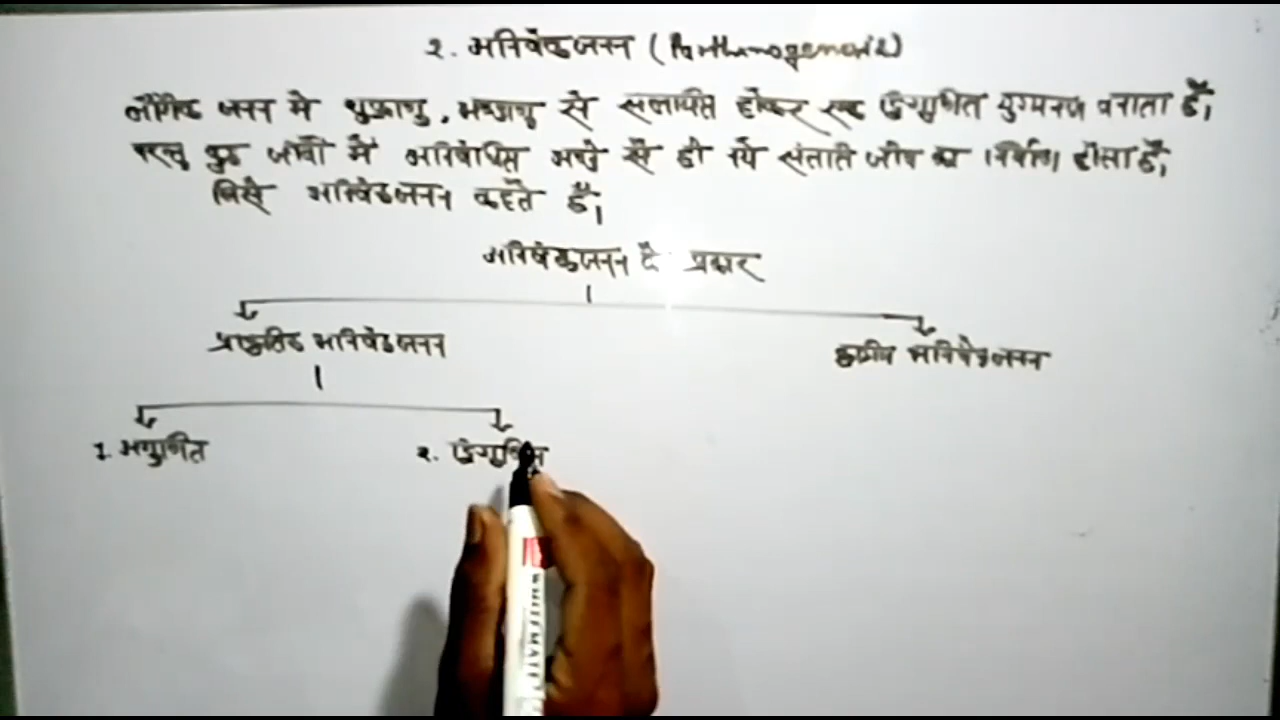 2. अनिषेकजनन (Parthenogenesis)
लैंगिक जनन मे शुक्राणु, अण्डाणु से संलायित होकर एक द्विगुणित युग्मनज बनाता है।
परन्तु कुछ जीवों में अनिषेचित अण्डे से ही नये संतति जीव का निर्माण होता है,
जिसे अनिषेकजनन कहते हैं।
अनिषेकजनन के प्रकार
प्राकृतिक अनिषेकजनन
कृत्रिम अनिषेकजनन
1. अगुणित
2. द्विगुणित
WHITEMATE